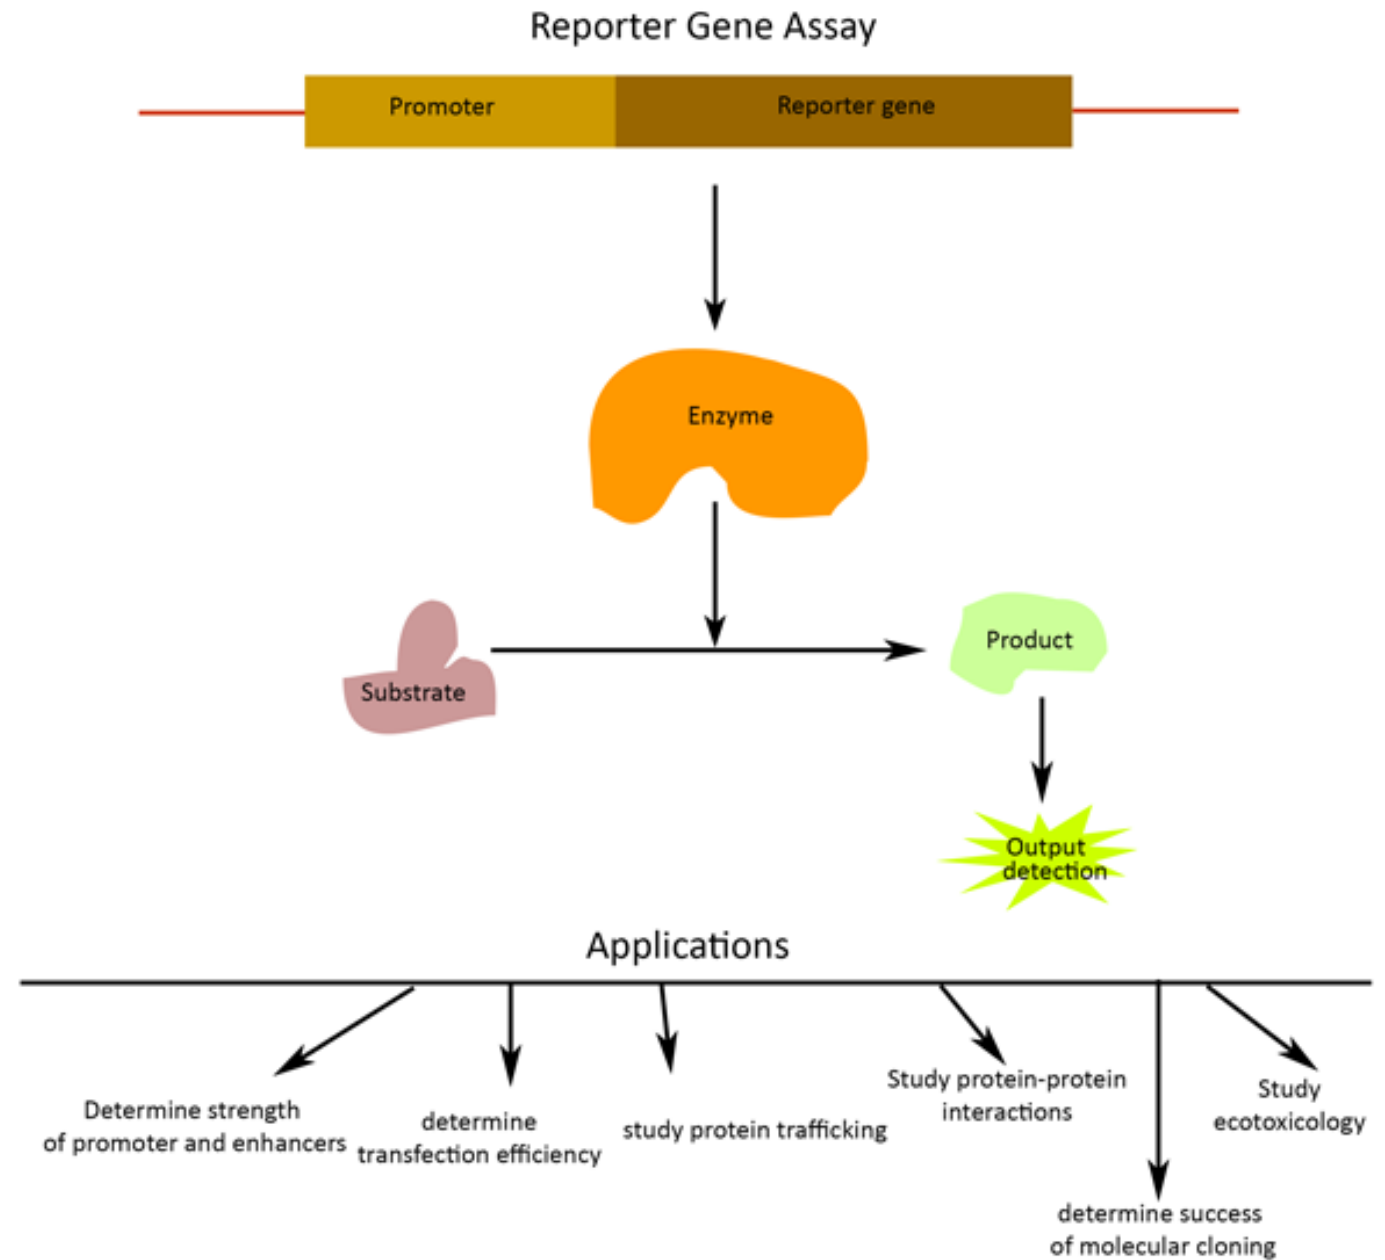 Reporter Gene Assay
Promoter
Reporter gene
Enzyme
Substrate
Product
Output
detection
Applications
Determine strength
of promoter and enhancers
determine
transfection efficiency
study protein trafficking
Study protein-protein
interactions
determine success
of molecular cloning
Study
ecotoxicology